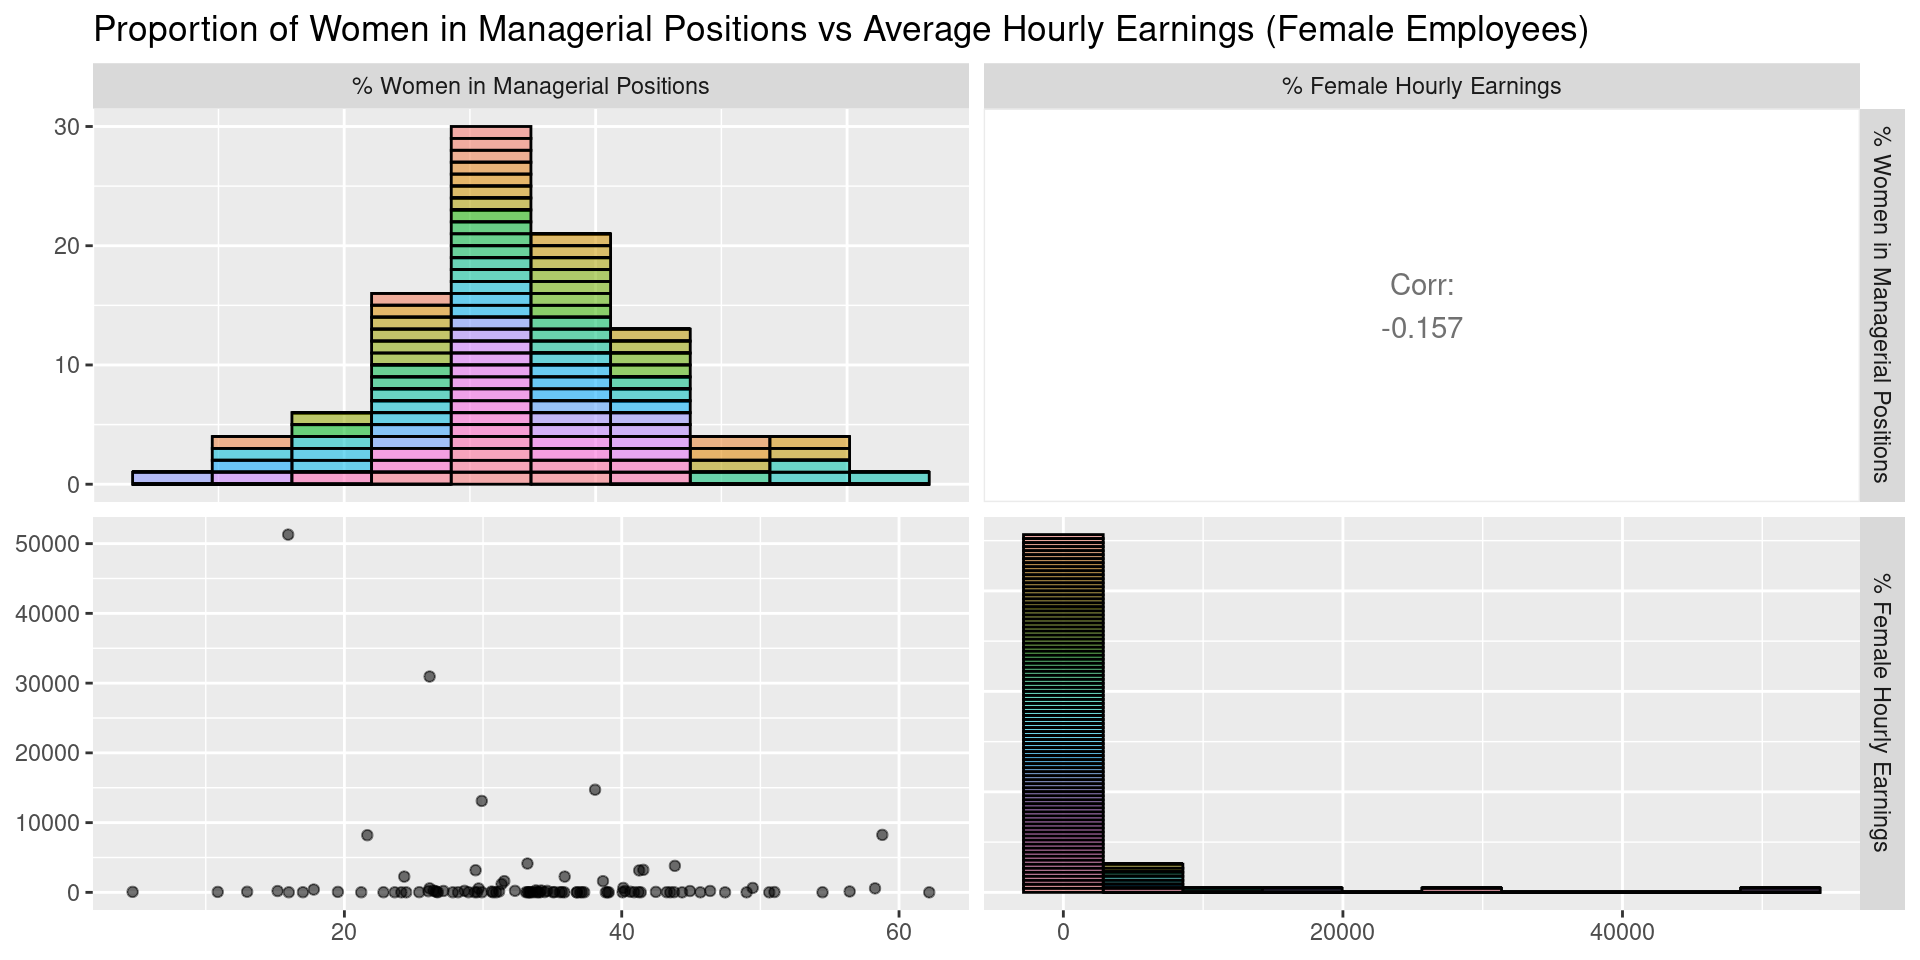 Proportion of Women in Managerial Positions vs Average Hourly Earnings (Female Employees)
% Women in Managerial Positions
% Female Hourly Earnings
30
20
10
0
Corr:
-0.157
% Women in Managerial Positions
50000
40000
30000
20000
10000
0
% Female Hourly Earnings
20
40
60
0
20000
40000